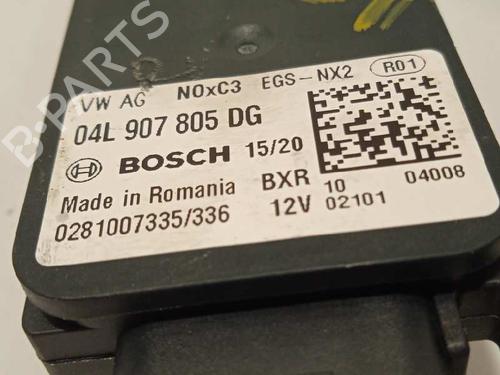 VW AG NOxC3 EGS-NX2 R01
04L 907 805 DG
BOSCH 15/20
Made in Romania BXR 10 04008
0281007335/336 12V 02101
B-PARTS